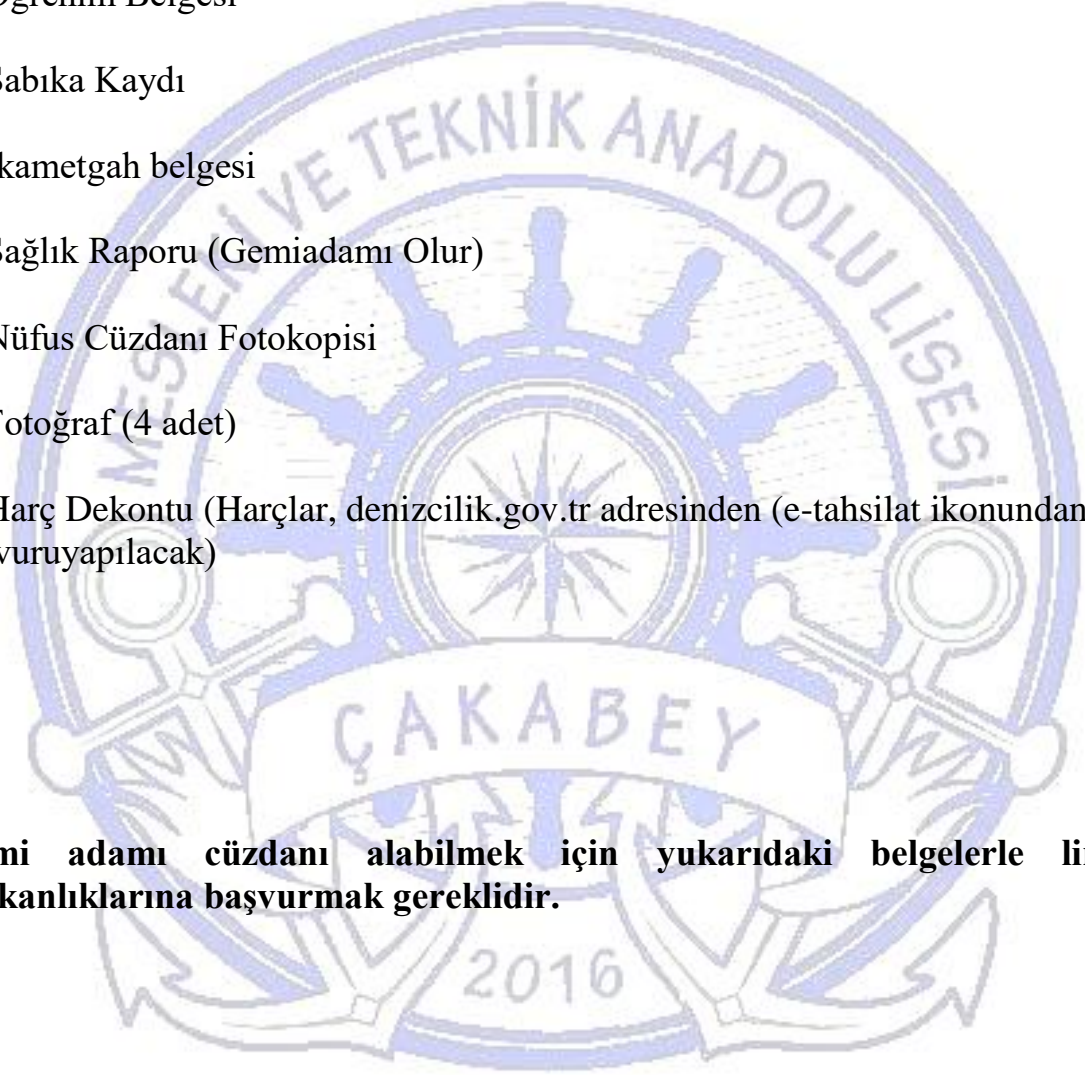 Öğrenim Belgesi
Sabıka Kaydı
kametgah belgesi
Sağlık Raporu (Gemiadamı Olur)
Nüfus Cüzdanı Fotokopisi
Fotoğraf (4 adet)
Harç Dekontu (Harçlar, denizcilik.gov.tr adresinden (e-tahsilat ikonundan
vuruyapılacak)
mi adamı cüzdanı alabilmek için yukarıdaki belgelerle li
kanlıklarına başvurmak gereklidir.
MESLEKİ VE TEKNİK ANADOLU LİSESİ
ÇAKABEY
2016